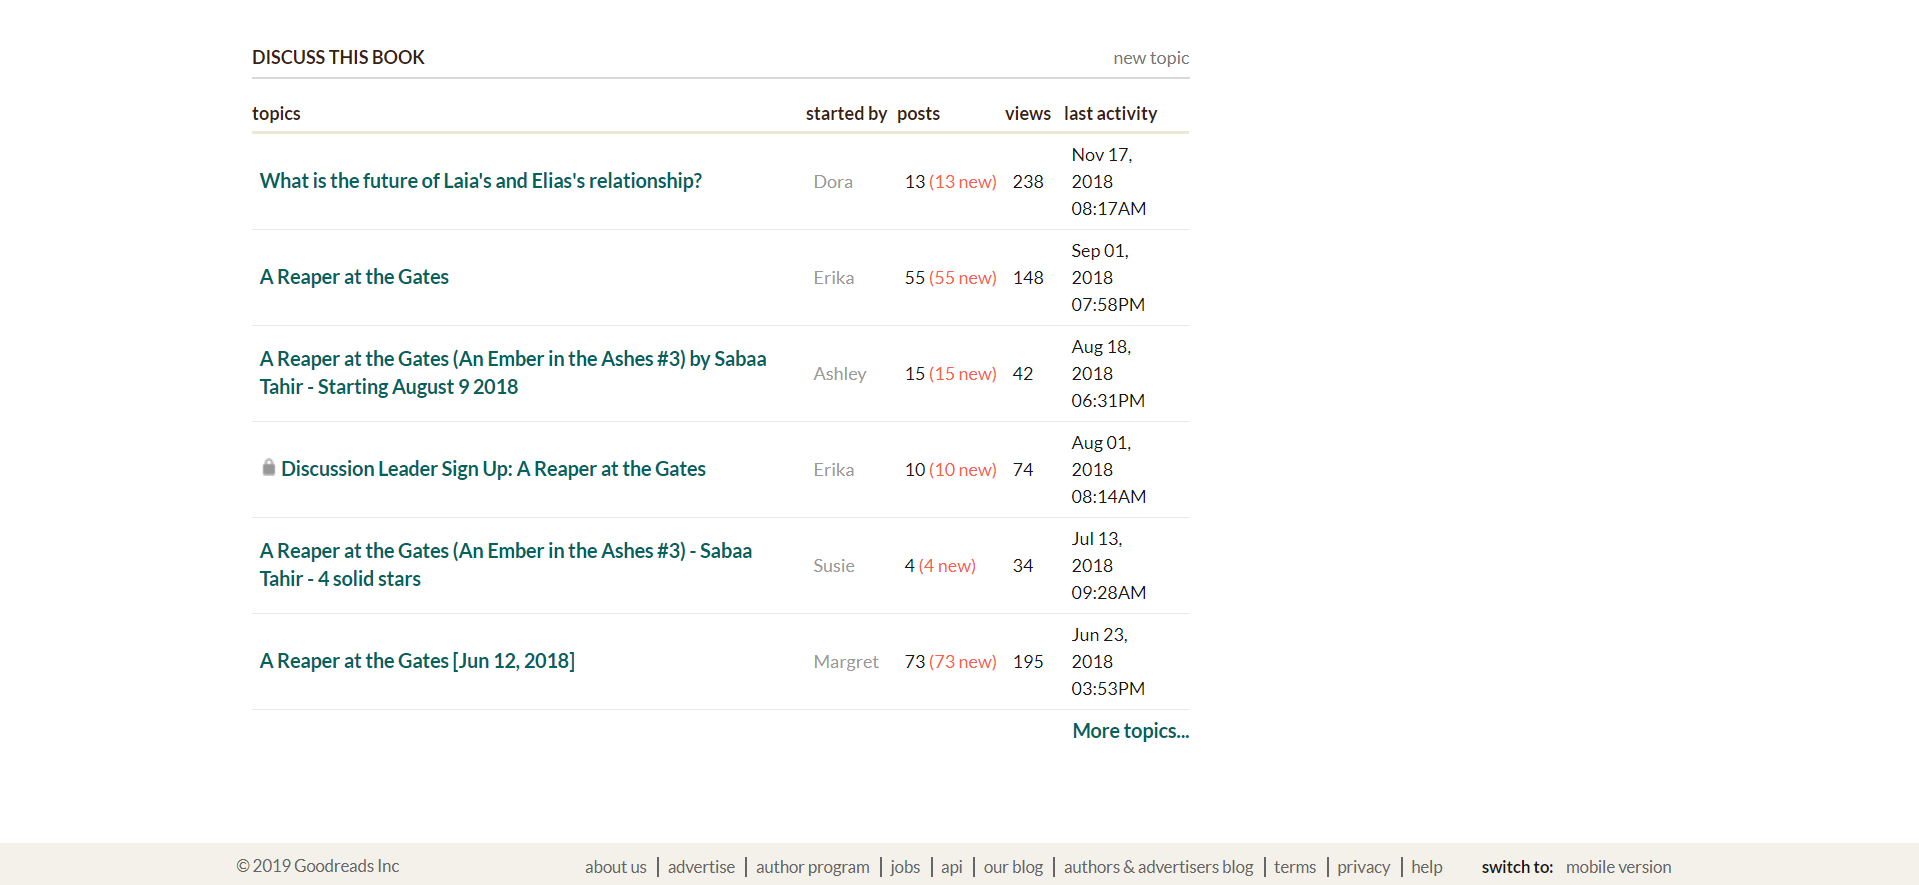 DISCUSS THIS BOOK new topic
topics started by posts views last activity
What is the future of Laia's and Elias's relationship? Dora 13 (13 new) 238 Nov 17,
2018
08:17AM
A Reaper at the Gates Erika 55 (55 new) 148 Sep 01,
2018
07:58PM
A Reaper at the Gates (An Ember in the Ashes #3) by Sabaa
Tahir - Starting August 9 2018 Ashley 15 (15 new) 42 Aug 18,
2018
06:31PM
Discussion Leader Sign Up: A Reaper at the Gates Erika 10 (10 new) 74 Aug 01,
2018
08:14AM
A Reaper at the Gates (An Ember in the Ashes #3) - Sabaa
Tahir - 4 solid stars Susie 4 (4 new) 34 Jul 13,
2018
09:28AM
A Reaper at the Gates [Jun 12, 2018] Margret 73 (73 new) 195 Jun 23,
2018
03:53PM
More topics...
© 2019 Goodreads Inc about us | advertise | author program | jobs | api | our blog | authors & advertisers blog | terms | privacy | help switch to: mobile version